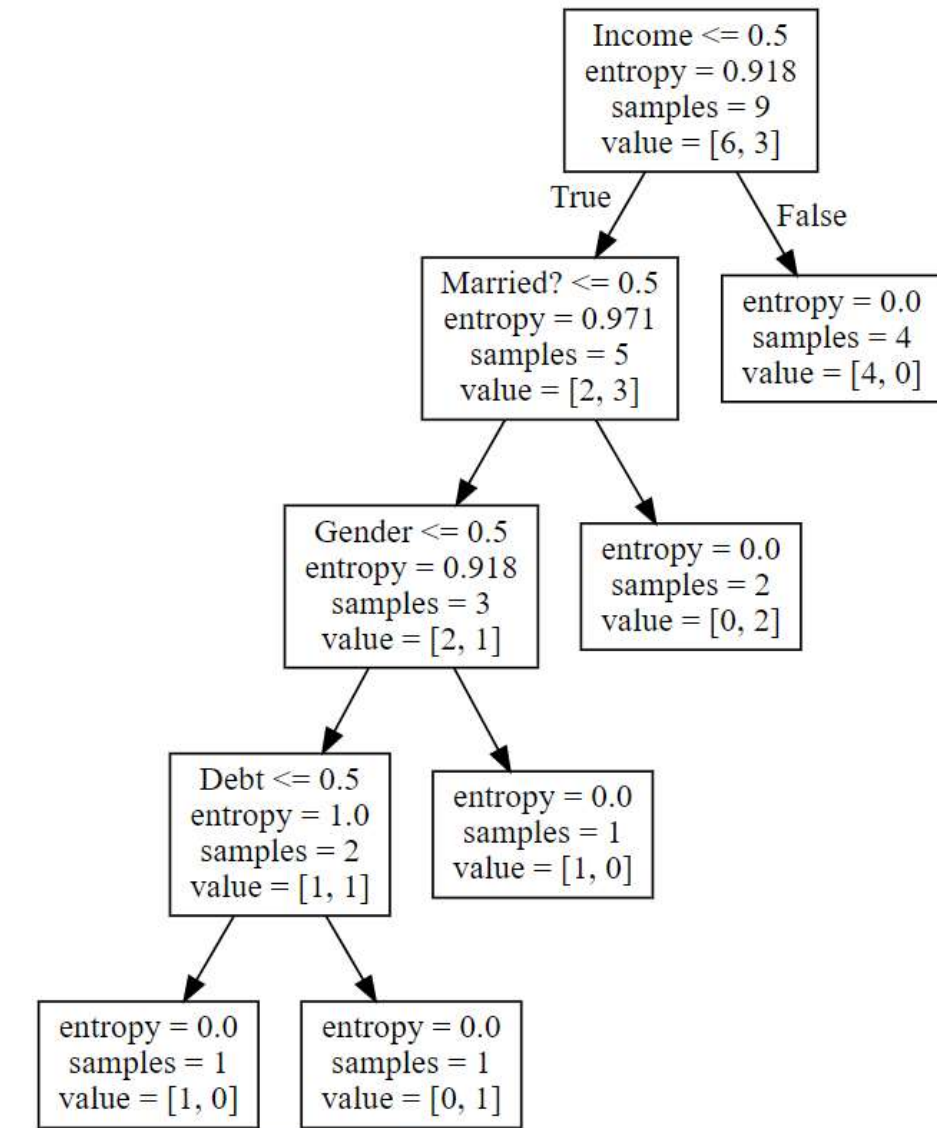 Income <= 0.5
entropy = 0.918
samples = 9
value = [6, 3]
True
False
Married? <= 0.5
entropy = 0.971
samples = 5
value = [2, 3]
entropy = 0.0
samples = 4
value = [4, 0]
Gender <= 0.5
entropy = 0.918
samples = 3
value = [2, 1]
entropy = 0.0
samples = 2
value = [0, 2]
Debt <= 0.5
entropy = 1.0
samples = 2
value = [1, 1]
entropy = 0.0
samples = 1
value = [1, 0]
entropy = 0.0
samples = 1
value = [1, 0]
entropy = 0.0
samples = 1
value = [0, 1]